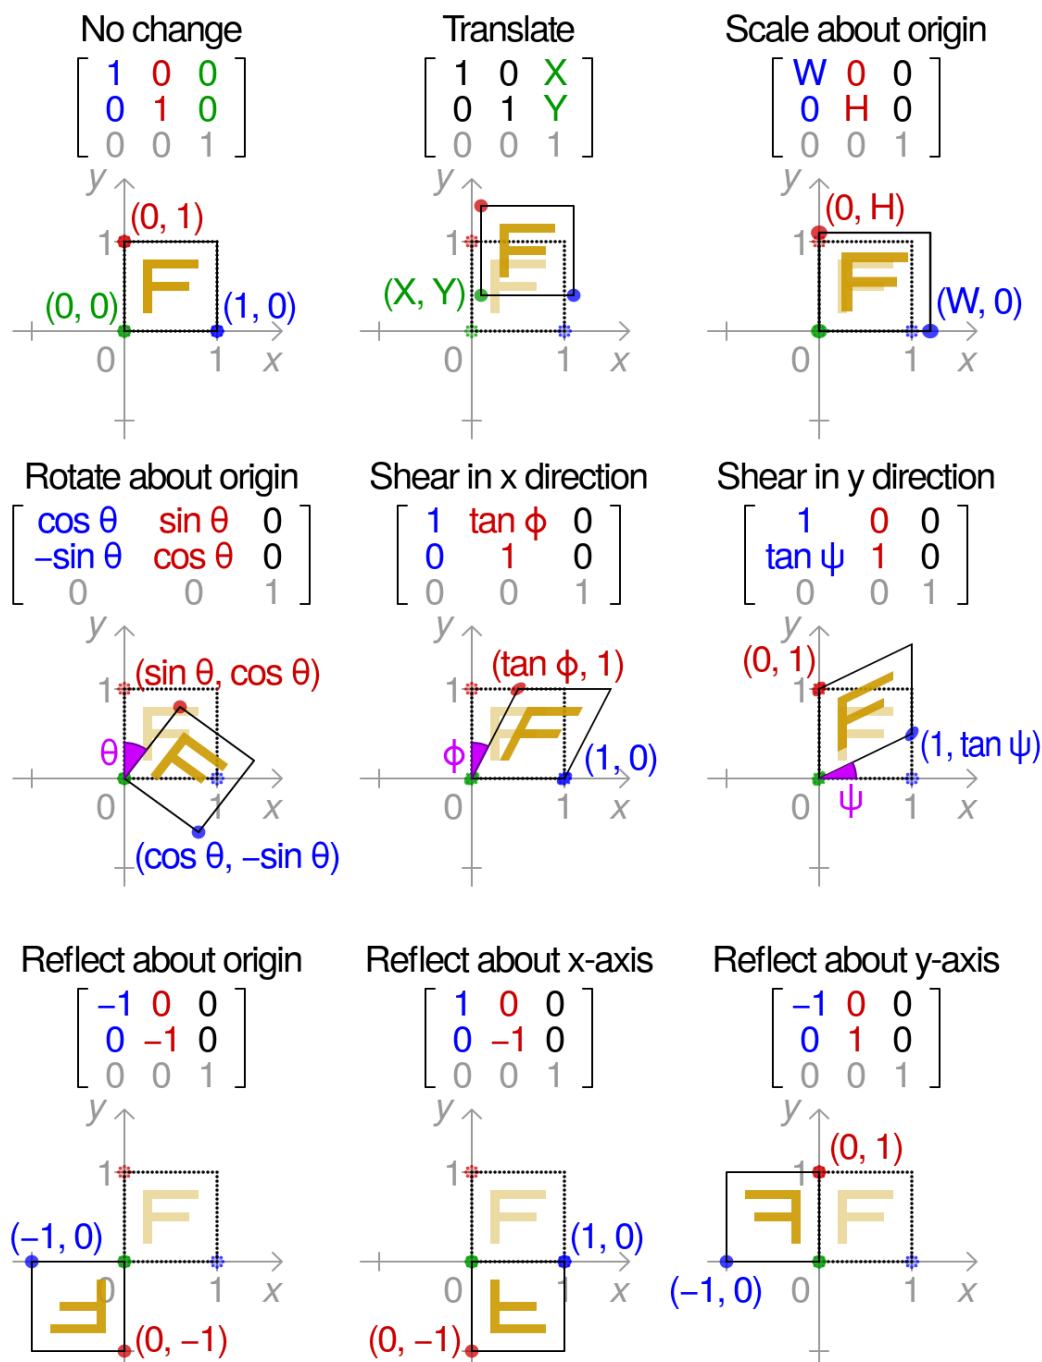 No change
Translate
Scale about origin
1 0 0
0 1 0
0 0 1
1 0 X
0 1 Y
0 0 1
W 0 0
0 H 0
0 0 1
y
(0, 1)
1
(0, 0)
(1, 0)
0
1
x
y
1
(X, Y)
0
1
x
y
(0, H)
1
(W, 0)
0
1
x
F
F
F
F
F
Rotate about origin
Shear in x direction
Shear in y direction
cos θ sin θ 0
−sin θ cos θ 0
0 0 1
1 tan ϕ 0
0 1 0
0 0 1
1 0 0
tan ψ 1 0
0 0 1
y
(sin θ, cos θ)
1
θ
0
1
x
(cos θ, −sin θ)
y
(tan ϕ, 1)
1
ϕ
(1, 0)
0
1
x
y
(0, 1)
1
(1, tan ψ)
0
ψ
1
x
F
F
F
F
F
F
Reflect about origin
Reflect about x-axis
Reflect about y-axis
−1 0 0
0 −1 0
0 0 1
1 0 0
0 −1 0
0 0 1
−1 0 0
0 1 0
0 0 1
y
1
(−1, 0)
0
1
x
(0, −1)
y
1
(1, 0)
0
1
x
(0, −1)
y
(0, 1)
1
(−1, 0)
0
1
x
F
F
F
F
F
F